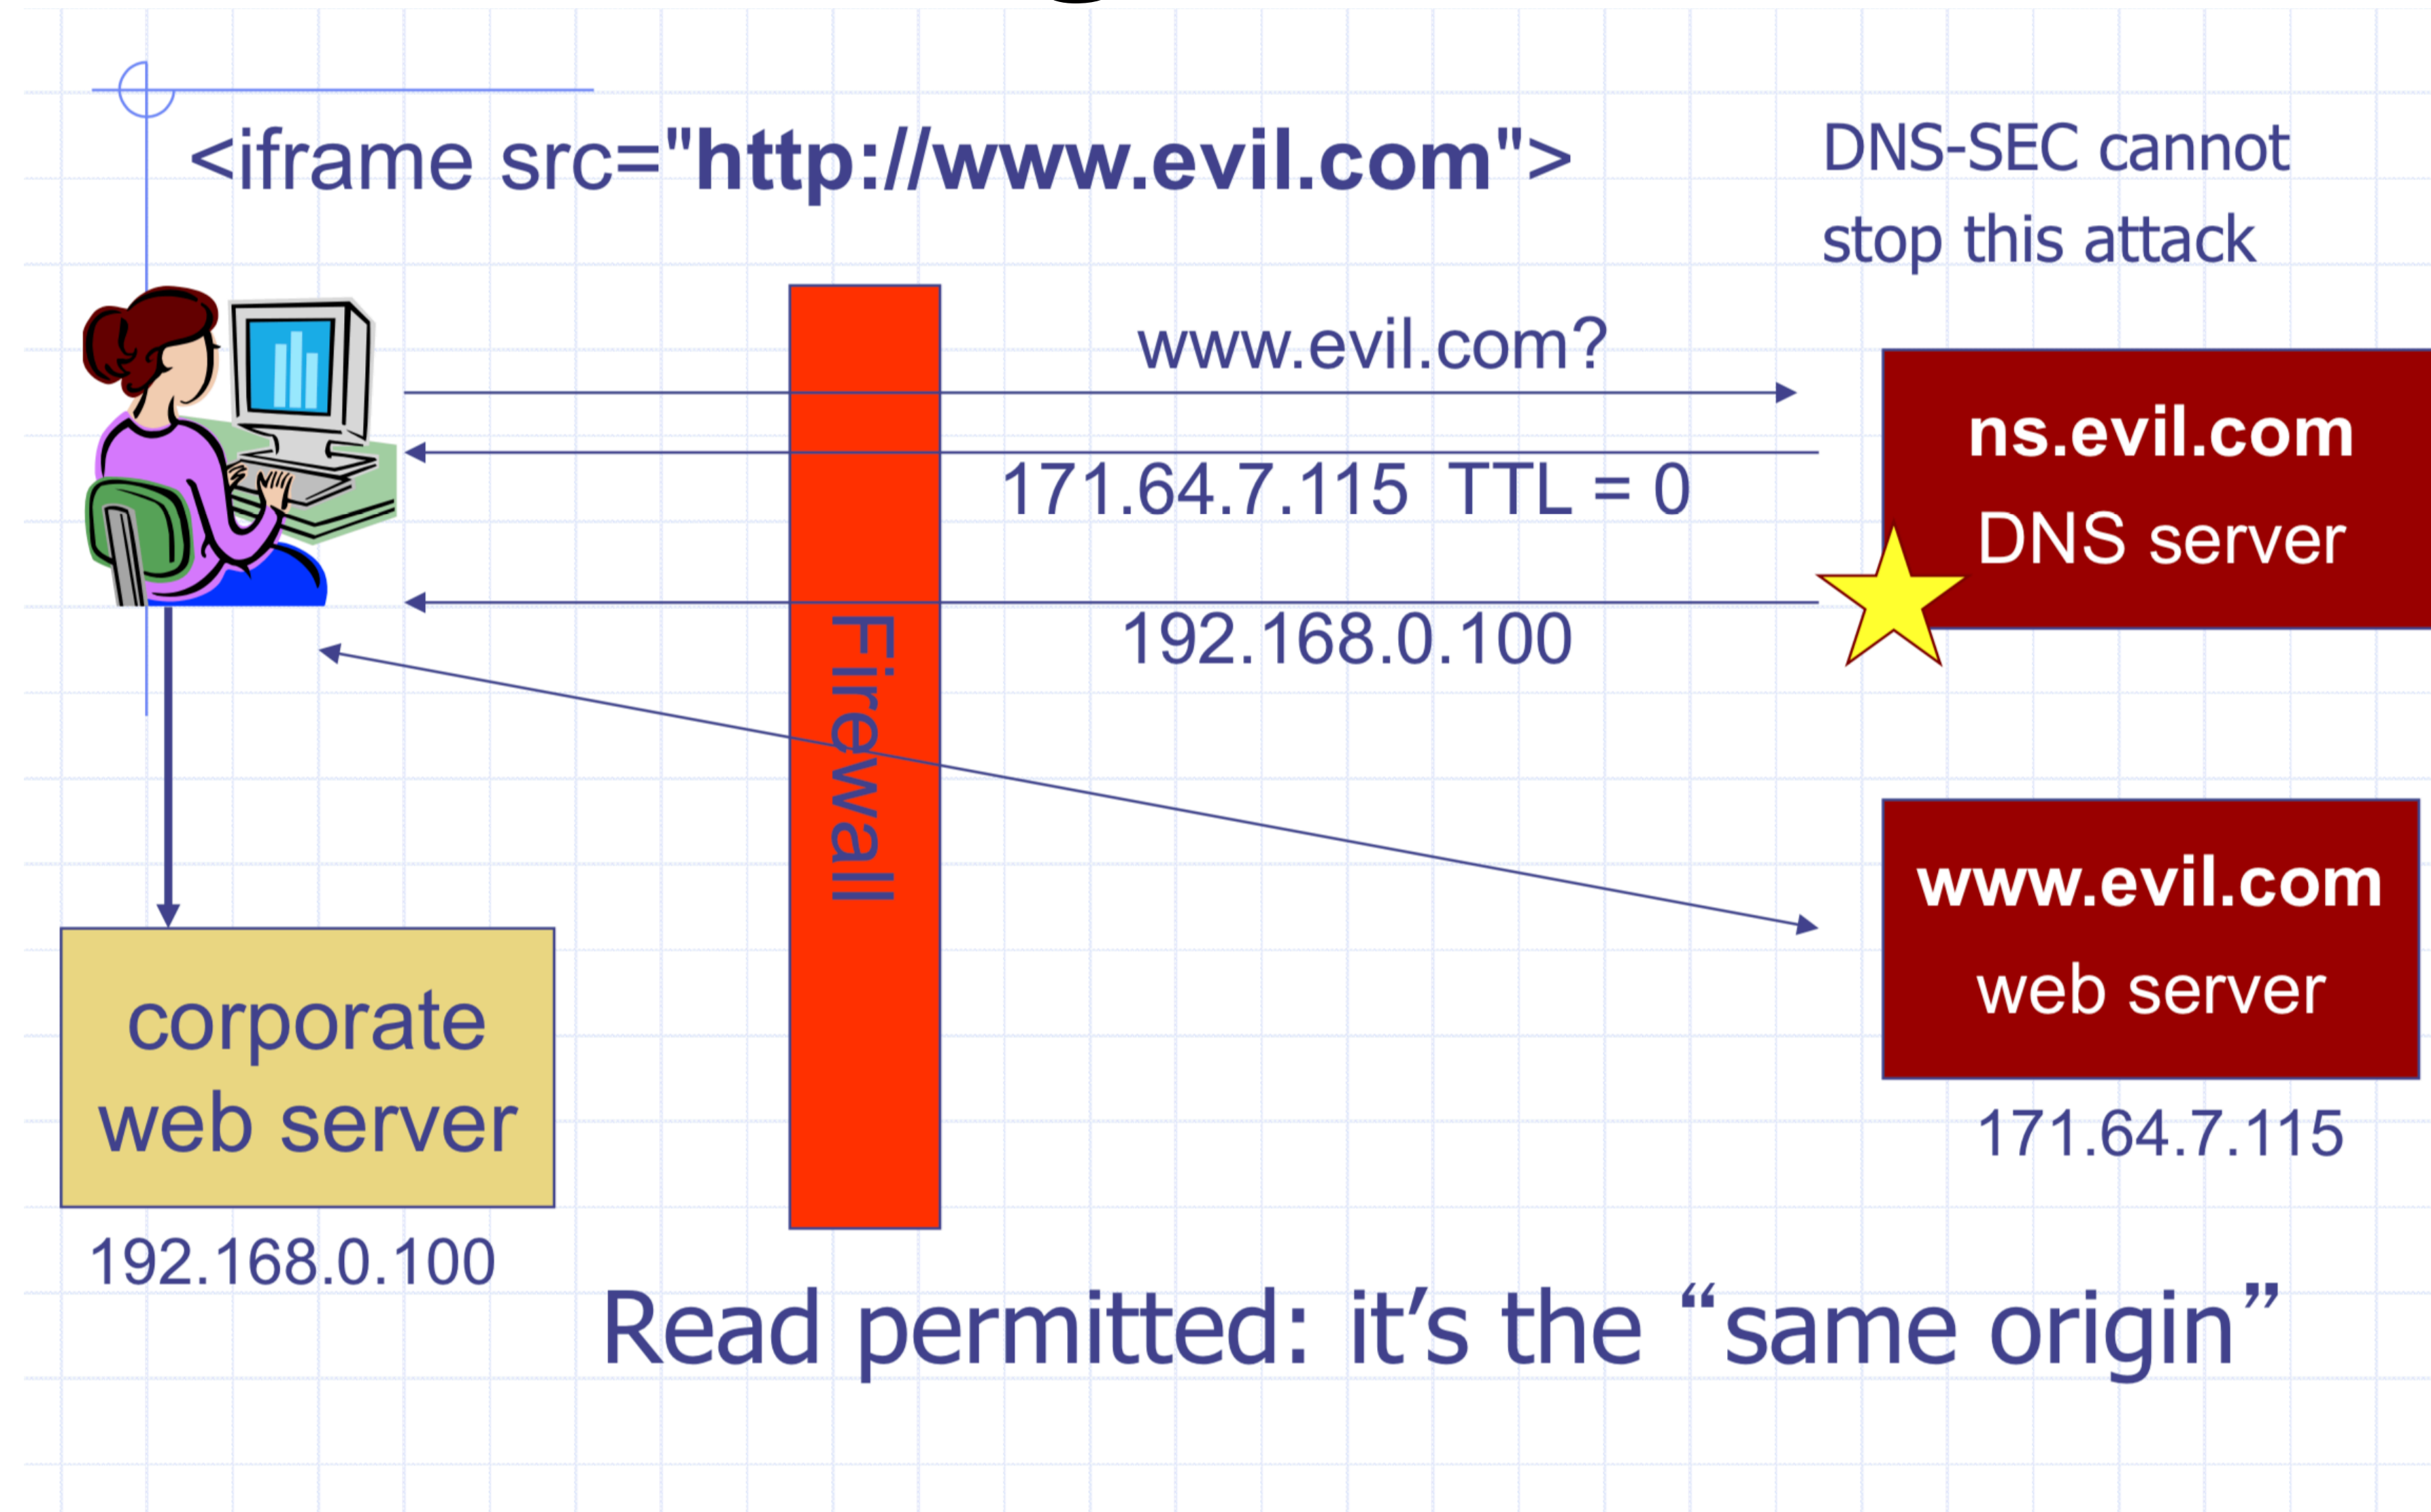 <iframe src="http://www.evil.com">
DNS-SEC cannot
stop this attack
www.evil.com?
171.64.7.115 TTL = 0
192.168.0.100
ns.evil.com
DNS server
Firewall
www.evil.com
web server
171.64.7.115
corporate
web server
192.168.0.100
Read permitted: it’s the “same origin”